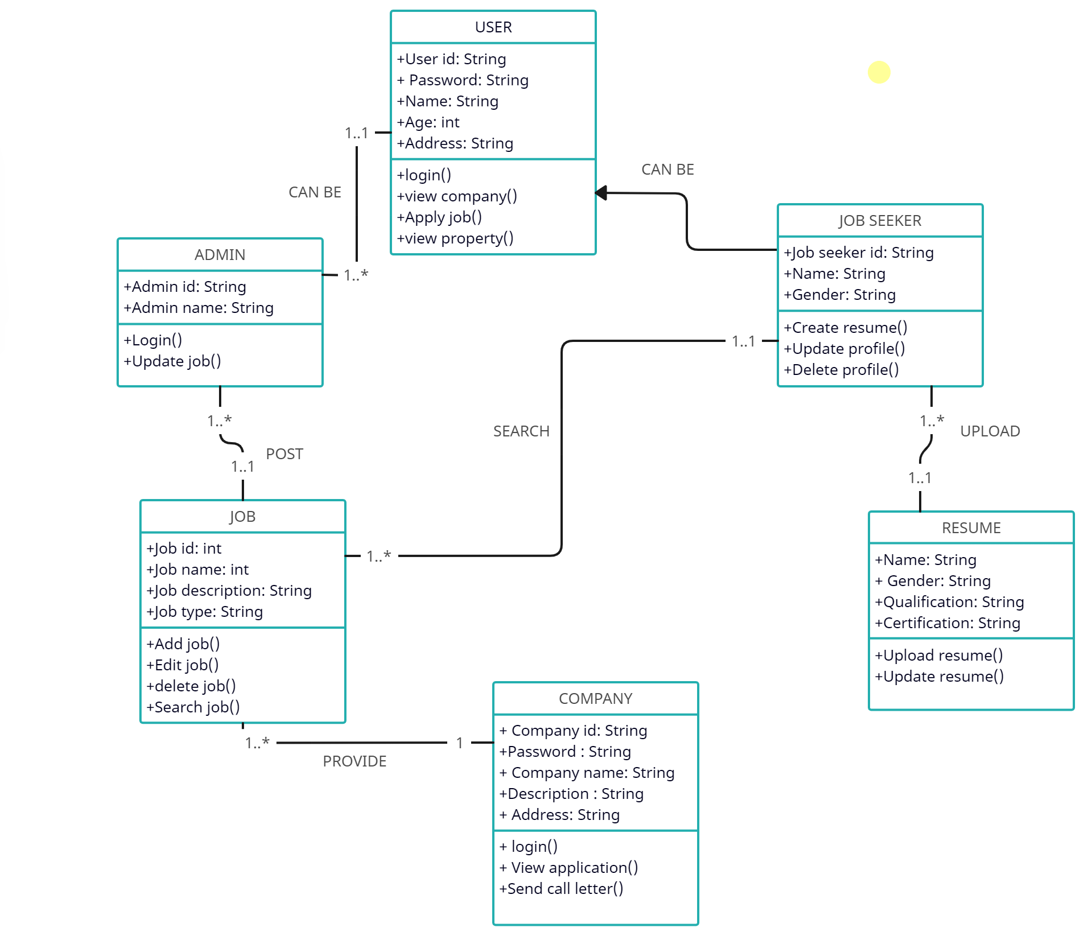 USER
+User id: String
+ Password: String
+Name: String
+Age: int
+Address: String
+login()
+view company()
+Apply job()
+view property()
1..1
CAN BE
1..*
CAN BE
ADMIN
+Admin id: String
+Admin name: String
+Login()
+Update job()
JOB SEEKER
+Job seeker id: String
+Name: String
+Gender: String
+Create resume()
+Update profile()
+Delete profile()
1..1
SEARCH
1..*
1..*
POST
1..1
1..*
UPLOAD
1..1
JOB
+Job id: int
+Job name: int
+Job description: String
+Job type: String
+Add job()
+Edit job()
+delete job()
+Search job()
RESUME
+Name: String
+ Gender: String
+Qualification: String
+Certification: String
+Upload resume()
+Update resume()
1..*
PROVIDE
1
COMPANY
+ Company id: String
+Password : String
+ Company name: String
+Description : String
+ Address: String
+ login()
+ View application()
+Send call letter()